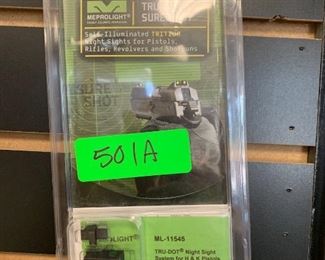 MEPROLIGHT
TRU-
SURE
Self-Illuminated TRITIUM
Night Sights for Pistols,
Rifles, Revolvers and Shotguns
SURE
SHOT
501A
PROLIGHT
ML-11545
TRU-DOT® Night Sight
System for H & K Pistols